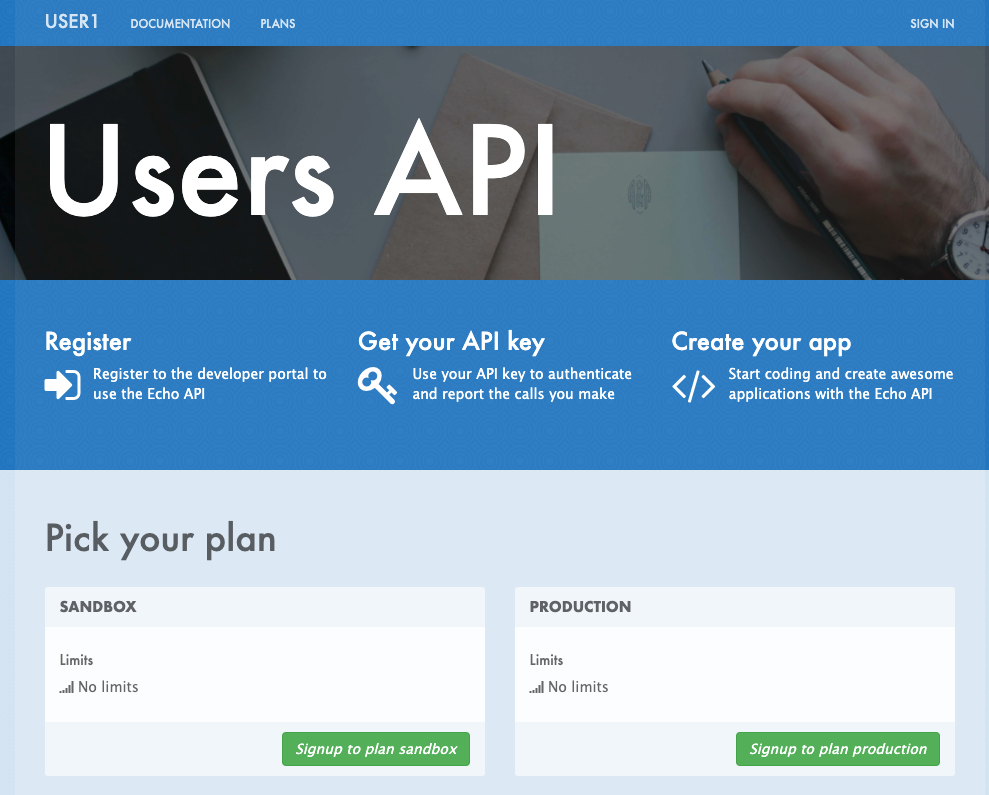 USER1 DOCUMENTATION PLANS SIGN IN
Users API
Register
Register to the developer portal to
use the Echo API
Get your API key
Use your API key to authenticate
and report the calls you make
Create your app
Start coding and create awesome
applications with the Echo API
Pick your plan
SANDBOX
Limits
No limits
Signup to plan sandbox
PRODUCTION
Limits
No limits
Signup to plan production